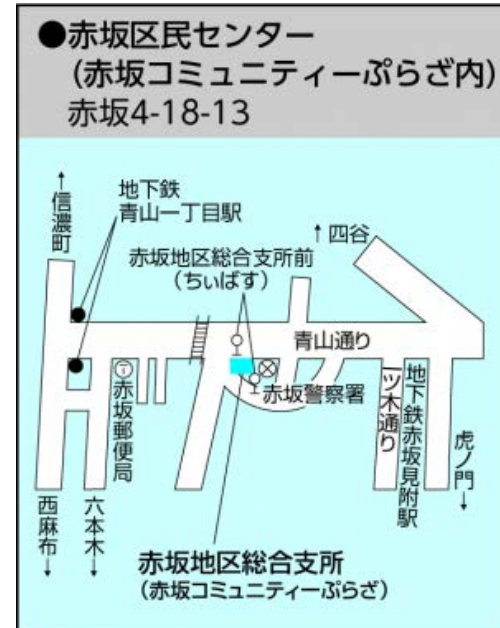 ●赤坂区民センター
(赤坂コミュニティーぷらざ内)
赤坂4-18-13
↑信濃町
地下鉄
青山一丁目駅
赤坂地区総合支所前
(ちぃばす)
↑四谷
青山通り
赤坂郵便局
赤坂警察署
一ツ木通り
地下鉄赤坂見附駅
虎ノ門↓
西麻布↓
六本木↓
赤坂地区総合支所
(赤坂コミュニティーぷらざ)